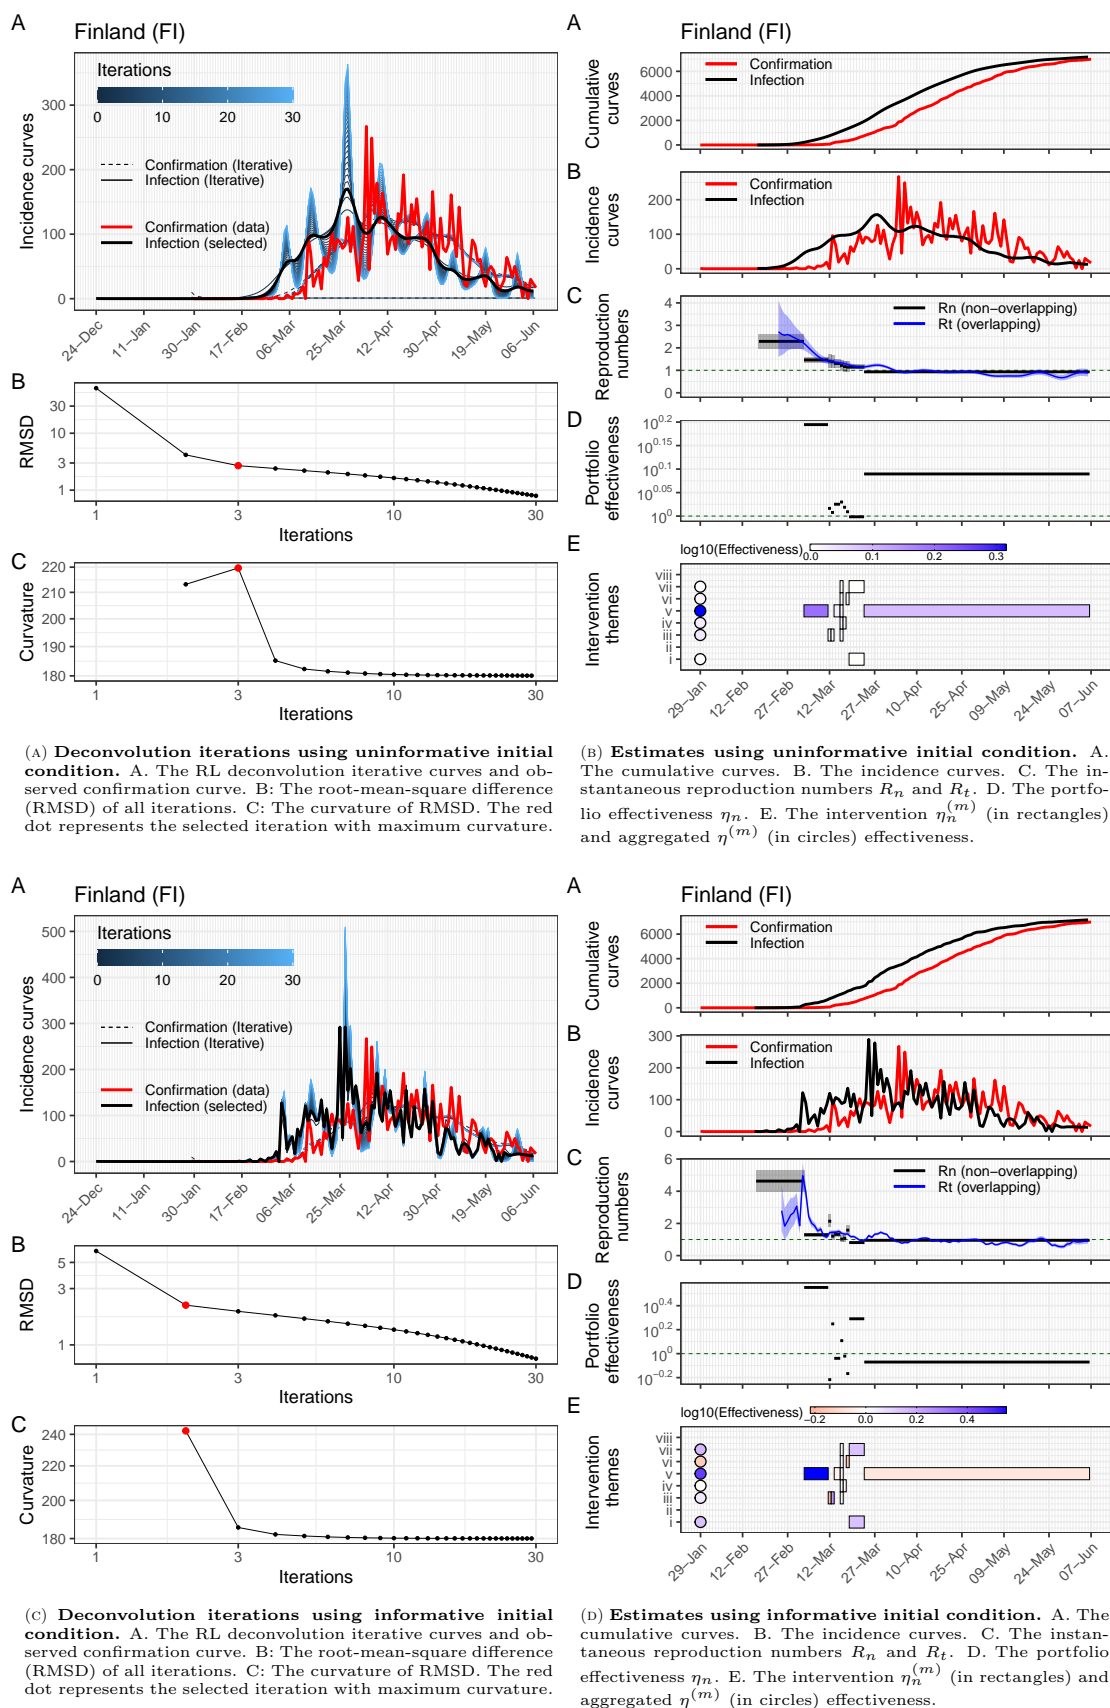 A
Finland (FI)
Iterations
0 10 20 30
Confirmation (Iterative)
Infection (Iterative)
Confirmation (data)
Infection (selected)
Incidence curves
300
200
100
0
24−Dec
11−Jan
30−Jan
17−Feb
06−Mar
25−Mar
12−Apr
30−Apr
19−May
06−Jun
B
RMSD
30
10
3
1
1 3 10 30
Iterations
C
Curvature
220
210
200
190
180
1 3 10 30
Iterations
(A) Deconvolution iterations using uninformative initial
condition. A. The RL deconvolution iterative curves and ob-
served confirmation curve. B: The root-mean-square difference
(RMSD) of all iterations. C: The curvature of RMSD. The red
dot represents the selected iteration with maximum curvature.
A
Finland (FI)
Cumulative
curves
6000
4000
2000
0
Confirmation
Infection
B
Incidence
curves
200
100
0
Confirmation
Infection
C
Reproduction
numbers
4
3
2
1
0
Rn (non−overlapping)
Rt (overlapping)
D
Portfolio
effectiveness
10^0.2
10^0.15
10^0.1
10^0.05
10^0
E
log10(Effectiveness)
0.0 0.1 0.2 0.3
Intervention
themes
viii
vii
vi
v
iv
iii
ii
i
29−Jan
12−Feb
27−Feb
12−Mar
27−Mar
10−Apr
25−Apr
09−May
24−May
07−Jun
(B) Estimates using uninformative initial condition. A.
The cumulative curves. B. The incidence curves. C. The in-
stantaneous reproduction numbers Rn and Rt. D. The portfo-
lio effectiveness ηn. E. The intervention ηn(m) (in rectangles)
and aggregated η(m) (in circles) effectiveness.
A
Finland (FI)
Iterations
0 10 20 30
Confirmation (Iterative)
Infection (Iterative)
Confirmation (data)
Infection (selected)
Incidence curves
500
400
300
200
100
0
24−Dec
11−Jan
30−Jan
17−Feb
06−Mar
25−Mar
12−Apr
30−Apr
19−May
06−Jun
B
RMSD
5
3
1
1 3 10 30
Iterations
C
Curvature
240
220
200
180
1 3 10 30
Iterations
(C) Deconvolution iterations using informative initial
condition. A. The RL deconvolution iterative curves and ob-
served confirmation curve. B: The root-mean-square difference
(RMSD) of all iterations. C: The curvature of RMSD. The red
dot represents the selected iteration with maximum curvature.
A
Finland (FI)
Cumulative
curves
6000
4000
2000
0
Confirmation
Infection
B
Incidence
curves
300
200
100
0
Confirmation
Infection
C
Reproduction
numbers
6
4
2
0
Rn (non−overlapping)
Rt (overlapping)
D
Portfolio
effectiveness
10^0.4
10^0.2
10^0
10^−0.2
E
log10(Effectiveness)
−0.2 0.0 0.2 0.4
Intervention
themes
viii
vii
vi
v
iv
iii
ii
i
29−Jan
12−Feb
27−Feb
12−Mar
27−Mar
10−Apr
25−Apr
09−May
24−May
07−Jun
(D) Estimates using informative initial condition. A. The
cumulative curves. B. The incidence curves. C. The instan-
taneous reproduction numbers Rn and Rt. D. The portfolio
effectiveness ηn. E. The intervention ηn(m) (in rectangles) and
aggregated η(m) (in circles) effectiveness.